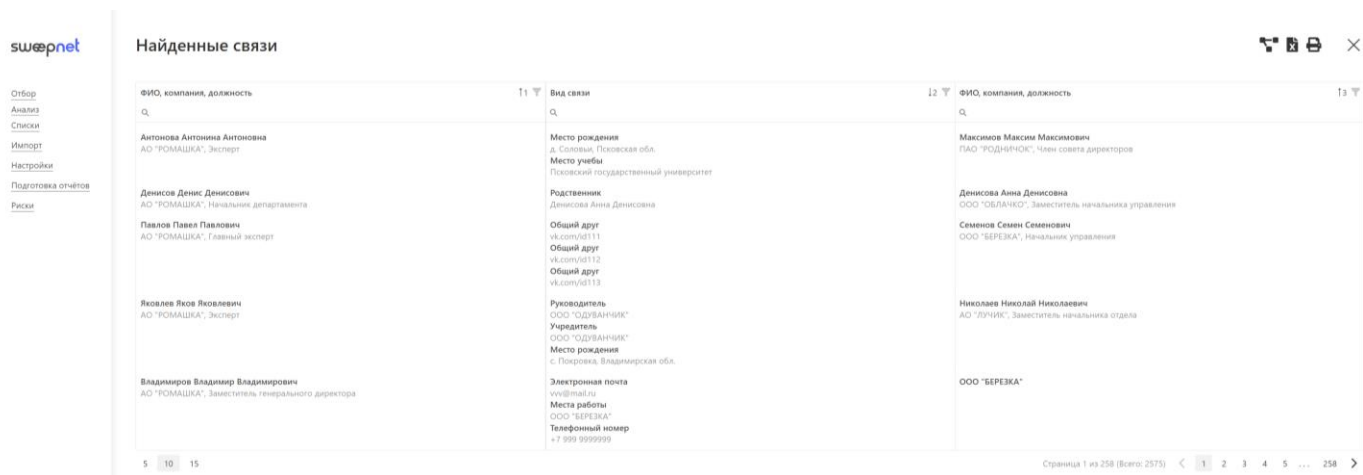 sweepnet
Найденные связи
Отбор
Анализ
Списки
Импорт
Настройки
Подготовка отчётов
Риски
ФИО, компания, должность
1
Вид связи
2
ФИО, компания, должность
3
Антонова Антонина Антоновна
АО "РОМАШКА", Эксперт
Место рождения
д. Соловьи, Псковская обл.
Место учебы
Псковский государственный университет
Максимов Максим Максимович
ПАО "РОДНИЧОК", Член совета директоров
Денисов Денис Денисович
АО "РОМАШКА", Начальник департамента
Родственник
Денисова Анна Денисовна
Денисова Анна Денисовна
ООО "ОБЛАЧКО", Заместитель начальника управления
Павлов Павел Павлович
АО "РОМАШКА", Главный эксперт
Общий друг
vk.com/id111
Общий друг
vk.com/id112
Общий друг
vk.com/id113
Семенов Семен Семенович
ООО "БЕРЕЗКА", Начальник управления
Яковлев Яков Яковлевич
АО "РОМАШКА", Эксперт
Руководитель
ООО "ОДУВАНЧИК"
Учредитель
ООО "ОДУВАНЧИК"
Место рождения
с. Покровка, Владимирская обл.
Николаев Николай Николаевич
АО "ЛУЧИК", Заместитель начальника отдела
Владимиров Владимир Владимирович
АО "РОМАШКА", Заместитель генерального директора
Электронная почта
vvv@mail.ru
Места работы
ООО "БЕРЕЗКА"
Телефонный номер
+7 999 9999999
ООО "БЕРЕЗКА"
5 10 15
Страница 1 из 258 (Всего: 2575) 1 2 3 4 5 ... 258